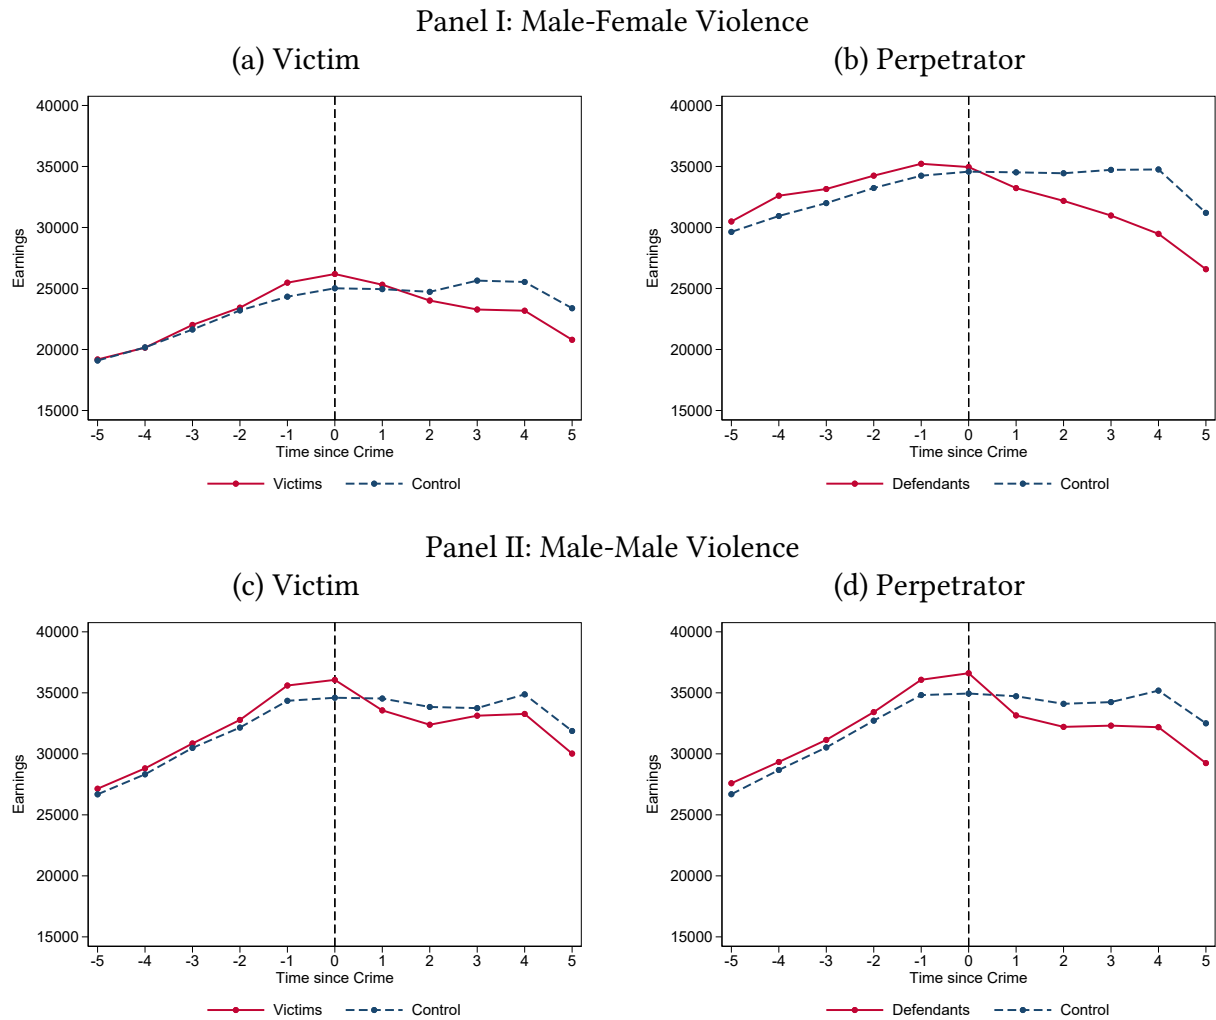 Panel I: Male-Female Violence
(a) Victim
40000
35000
30000
25000
20000
15000
Earnings
-5 -4 -3 -2 -1 0 1 2 3 4 5
Time since Crime
Victims Control
(b) Perpetrator
40000
35000
30000
25000
20000
15000
Earnings
-5 -4 -3 -2 -1 0 1 2 3 4 5
Time since Crime
Defendants Control
Panel II: Male-Male Violence
(c) Victim
40000
35000
30000
25000
20000
15000
Earnings
-5 -4 -3 -2 -1 0 1 2 3 4 5
Time since Crime
Victims Control
(d) Perpetrator
40000
35000
30000
25000
20000
15000
Earnings
-5 -4 -3 -2 -1 0 1 2 3 4 5
Time since Crime
Defendants Control